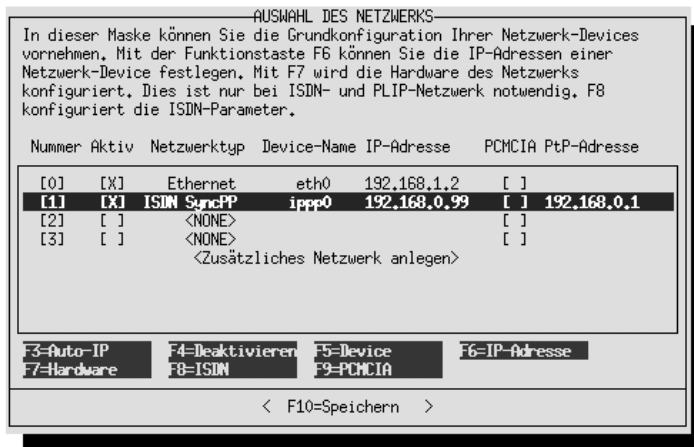 AUSWAHL DES NETZWERKS
In dieser Maske können Sie die Grundkonfiguration Ihrer Netzwerk-Devices
vornehmen. Mit der Funktionstaste F6 können Sie die IP-Adressen einer
Netzwerk-Device festlegen. Mit F7 wird die Hardware des Netzwerks
konfiguriert. Dies ist nur bei ISDN- und PLIP-Netzwerk notwendig. F8
konfiguriert die ISDN-Parameter.
Nummer Aktiv Netzwerktyp Device-Name IP-Adresse PCMCIA PtP-Adresse
[0] [X] Ethernet eth0 192.168.1.2 [ ]
[1] [X] ISDN SyncPP ippp0 192.168.0.99 [ ] 192.168.0.1
[2] [ ] <NONE> [ ]
[3] [ ] <NONE> [ ]
<Zusätzliches Netzwerk anlegen>
F3=Auto-IP F4=Deaktivieren F5=Device F6=IP-Adresse
F7=Hardware F8=ISDN F9=PCMCIA
< F10=Speichern >